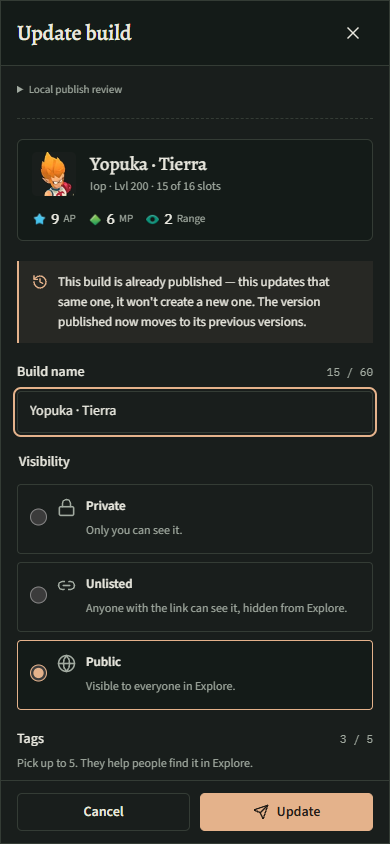 Update build
Local publish review
Yopuka · Tierra
Iop · Lvl 200 · 15 of 16 slots
9 AP 6 MP 2 Range
This build is already published — this updates that
same one, it won't create a new one. The version
published now moves to its previous versions.
Build name 15 / 60
Yopuka · Tierra
Visibility
Private
Only you can see it.
Unlisted
Anyone with the link can see it, hidden from Explore.
Public
Visible to everyone in Explore.
Tags 3 / 5
Pick up to 5. They help people find it in Explore.
Cancel Update